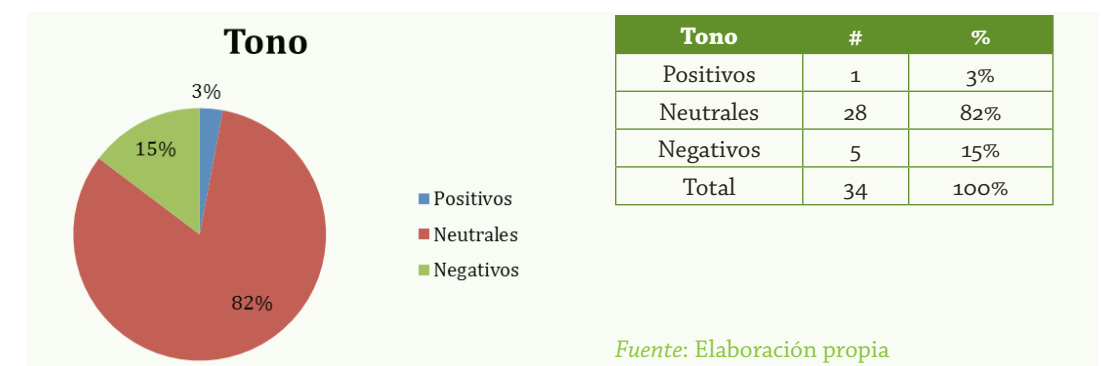 Tono
3%
15%
82%
Positivos
Neutrales
Negativos
Tono # %
Positivos 1 3%
Neutrales 28 82%
Negativos 5 15%
Total 34 100%
Fuente: Elaboración propia